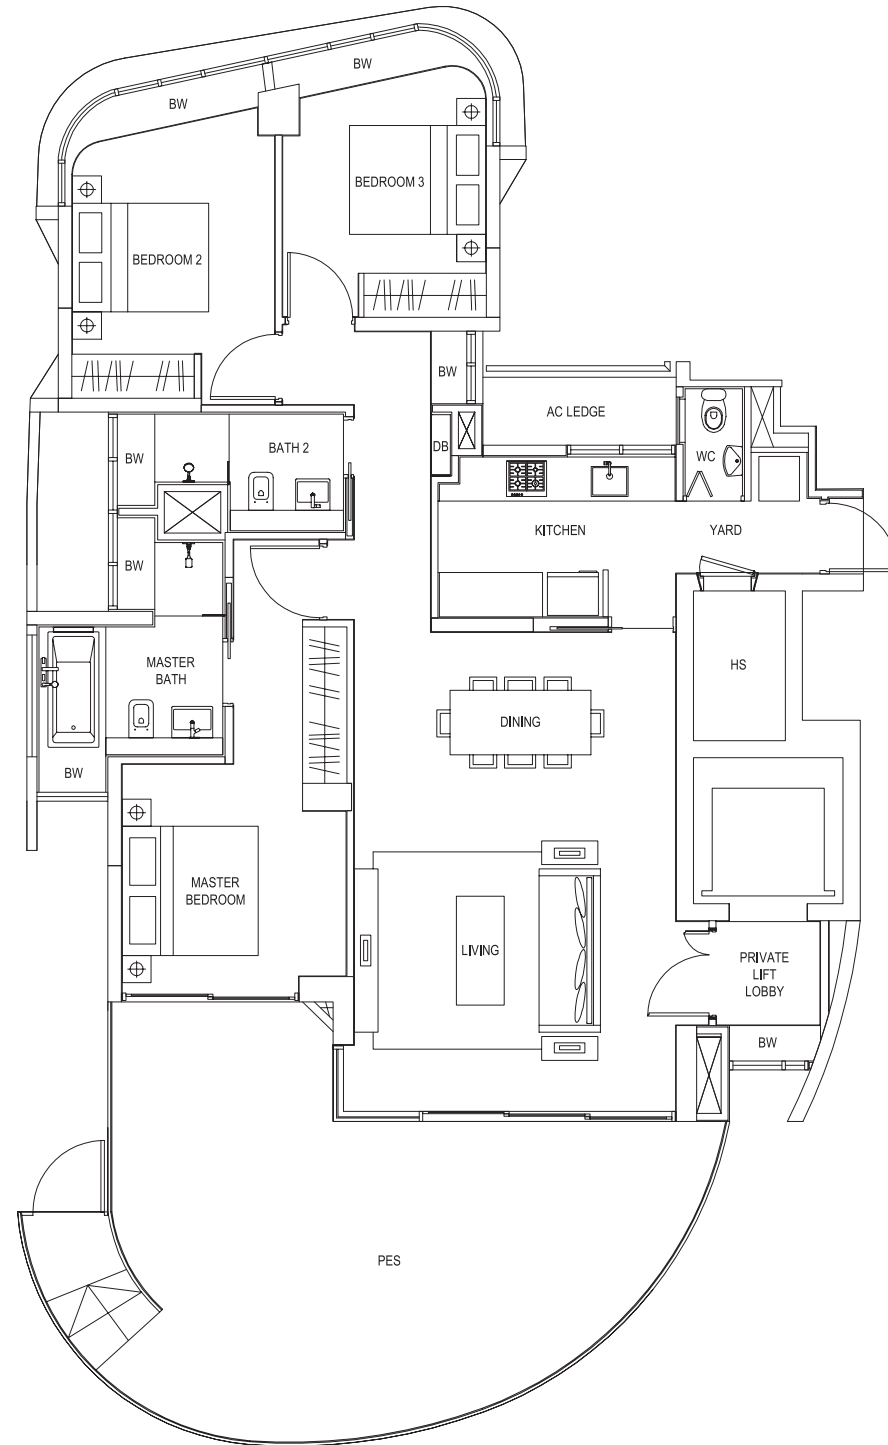 BW
BW
BEDROOM 3
BEDROOM 2
BW
AC LEDGE
DB
BATH 2
BW
WC
KITCHEN
YARD
BW
MASTER
BATH
HS
DINING
BW
MASTER
BEDROOM
LIVING
PRIVATE
LIFT
LOBBY
BW
PES